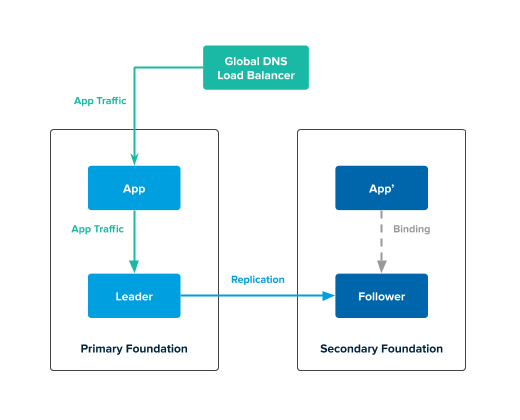 Global DNS
Load Balancer
App Traffic
App
App'
App Traffic
Binding
Replication
Leader
Follower
Primary Foundation
Secondary Foundation